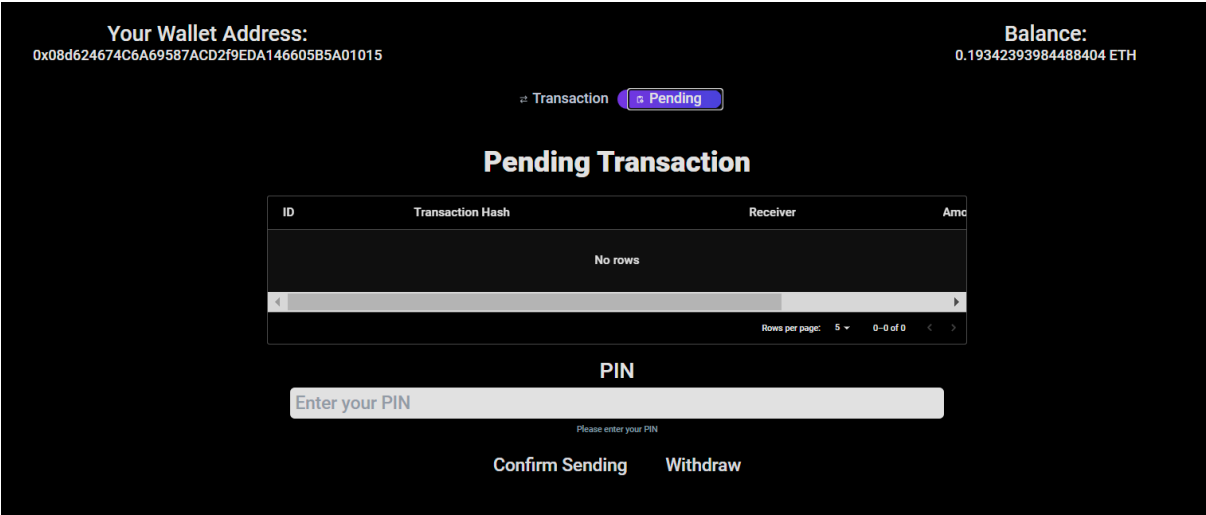 Your Wallet Address:
0x08d624674C6A69587ACD2f9EDA146605B5A01015
Balance:
0.19342393984488404 ETH
Transaction Pending
Pending Transaction
ID Transaction Hash Receiver Amo
No rows
Rows per page: 5 0–0 of 0
PIN
Enter your PIN
Please enter your PIN
Confirm Sending Withdraw